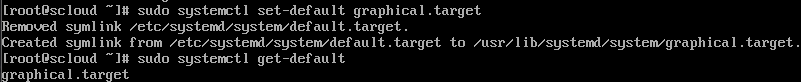 [root@scloud ~]# sudo systemctl set-default graphical.target
Removed symlink /etc/systemd/system/default.target.
Created symlink from /etc/systemd/system/default.target to /usr/lib/systemd/system/graphical.target.
[root@scloud ~]# sudo systemctl get-default
graphical.target